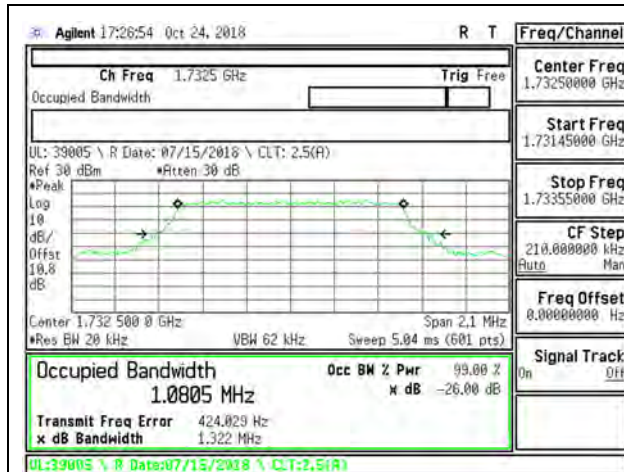 Agilent 17:26:54 Oct 24, 2018 R T
Freq/Channel
Ch Freq 1.7325 GHz Trig Free
Occupied Bandwidth
Center Freq
1.73250000 GHz
Start Freq
1.73145000 GHz
UL: 39005 \ R Date: 07/15/2018 \ CLT: 2.5(A)
Ref 30 dBm #Atten 30 dB
#Peak
Log
10
dB/
Offst
10.8
dB
Stop Freq
1.73355000 GHz
CF Step
210.000000 kHz
Auto Man
Freq Offset
0.00000000 Hz
Center 1.732 500 0 GHz Span 2.1 MHz
#Res BW 20 kHz VBW 62 kHz Sweep 5.04 ms (601 pts)
Signal Track
On Off
Occupied Bandwidth Occ BW % Pwr 99.00 %
1.0805 MHz x dB -26.00 dB
Transmit Freq Error 424.029 Hz
x dB Bandwidth 1.322 MHz
UL:39005 \ R Date:07/15/2018 \ CLT:2.5(A)